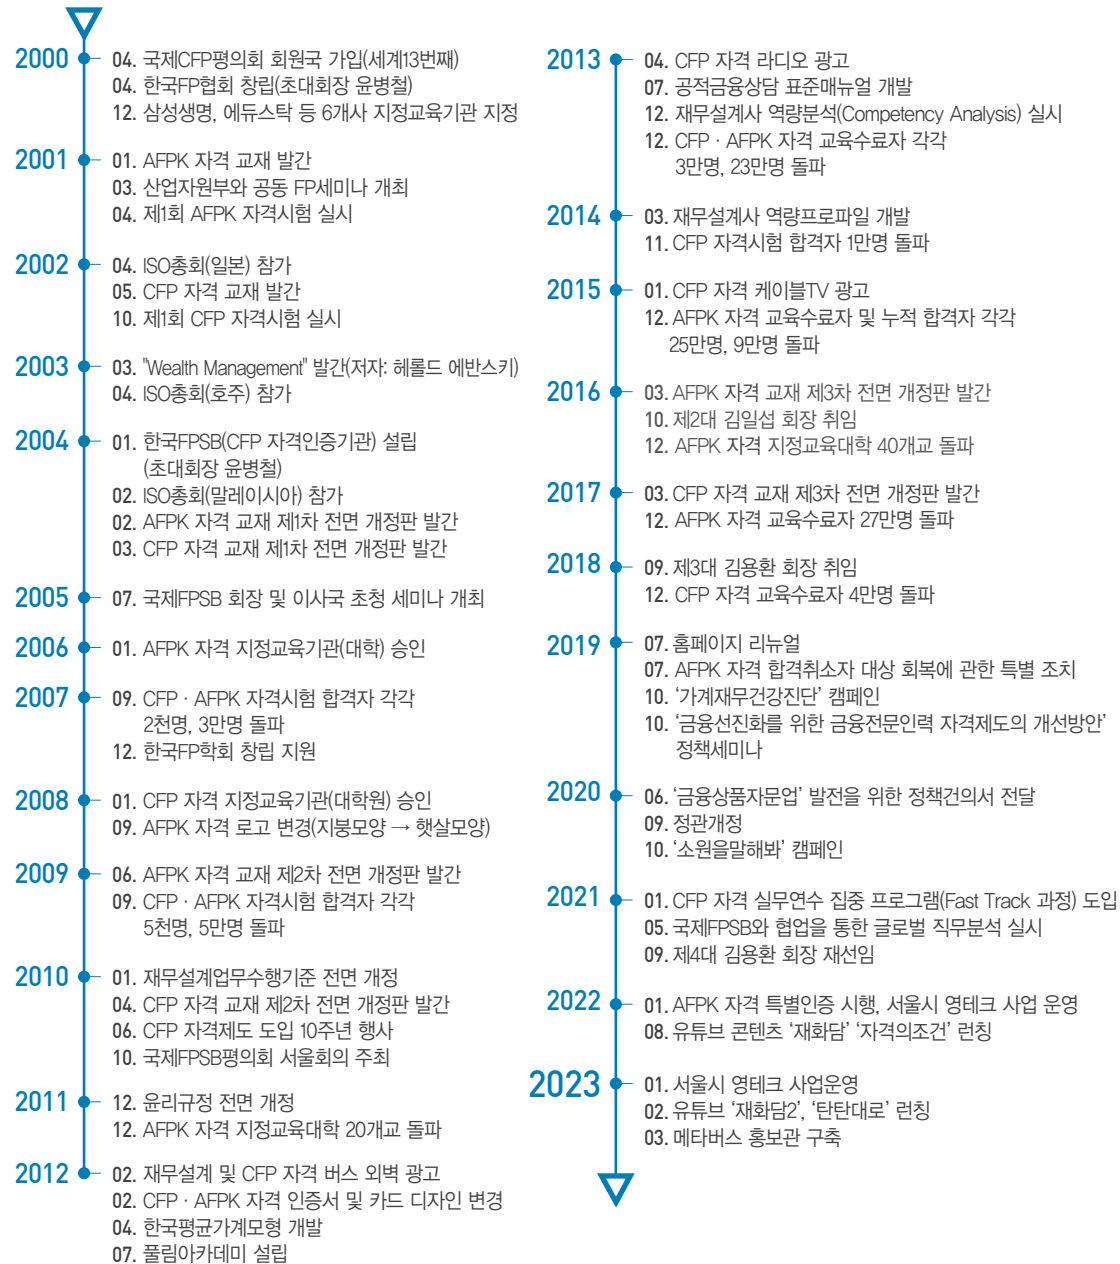 2000
04. 국제CFP평의회 회원국 가입(세계13번째)
04. 한국FP협회 창립(초대회장 윤병철)
12. 삼성생명, 에듀스탁 등 6개사 지정교육기관 지정
2001
01. AFPK 자격 교재 발간
03. 산업자원부와 공동 FP세미나 개최
04. 제1회 AFPK 자격시험 실시
2002
04. ISO총회(일본) 참가
05. CFP 자격 교재 발간
10. 제1회 CFP 자격시험 실시
2003
03. "Wealth Management" 발간(저자: 헤롤드 에반스키)
04. ISO총회(호주) 참가
2004
01. 한국FPSB(CFP 자격인증기관) 설립
(초대회장 윤병철)
02. ISO총회(말레이시아) 참가
02. AFPK 자격 교재 제1차 전면 개정판 발간
03. CFP 자격 교재 제1차 전면 개정판 발간
2005
07. 국제FPSB 회장 및 이사국 초청 세미나 개최
2006
01. AFPK 자격 지정교육기관(대학) 승인
2007
09. CFP · AFPK 자격시험 합격자 각각
2천명, 3만명 돌파
12. 한국FP학회 창립 지원
2008
01. CFP 자격 지정교육기관(대학원) 승인
09. AFPK 자격 로고 변경(지붕모양 → 햇살모양)
2009
06. AFPK 자격 교재 제2차 전면 개정판 발간
09. CFP · AFPK 자격시험 합격자 각각
5천명, 5만명 돌파
2010
01. 재무설계업무수행기준 전면 개정
04. CFP 자격 교재 제2차 전면 개정판 발간
06. CFP 자격제도 도입 10주년 행사
10. 국제FPSB평의회 서울회의 주최
2011
12. 윤리규정 전면 개정
12. AFPK 자격 지정교육대학 20개교 돌파
2012
02. 재무설계 및 CFP 자격 버스 외벽 광고
02. CFP · AFPK 자격 인증서 및 카드 디자인 변경
04. 한국평균가계모형 개발
07. 풀림아카데미 설립
2013
04. CFP 자격 라디오 광고
07. 공적금융상담 표준매뉴얼 개발
12. 재무설계사 역량분석(Competency Analysis) 실시
12. CFP · AFPK 자격 교육수료자 각각
3만명, 23만명 돌파
2014
03. 재무설계사 역량프로파일 개발
11. CFP 자격시험 합격자 1만명 돌파
2015
01. CFP 자격 케이블TV 광고
12. AFPK 자격 교육수료자 및 누적 합격자 각각
25만명, 9만명 돌파
2016
03. AFPK 자격 교재 제3차 전면 개정판 발간
10. 제2대 김일섭 회장 취임
12. AFPK 자격 지정교육대학 40개교 돌파
2017
03. CFP 자격 교재 제3차 전면 개정판 발간
12. AFPK 자격 교육수료자 27만명 돌파
2018
09. 제3대 김용환 회장 취임
12. CFP 자격 교육수료자 4만명 돌파
2019
07. 홈페이지 리뉴얼
07. AFPK 자격 합격취소자 대상 회복에 관한 특별 조치
10. ‘가계재무건강진단’ 캠페인
10. ‘금융선진화를 위한 금융전문인력 자격제도의 개선방안’
정책세미나
2020
06. ‘금융상품자문업’ 발전을 위한 정책건의서 전달
09. 정관개정
10. ‘소원을말해봐’ 캠페인
2021
01. CFP 자격 실무연수 집중 프로그램(Fast Track 과정) 도입
05. 국제FPSB와 협업을 통한 글로벌 직무분석 실시
09. 제4대 김용환 회장 재선임
2022
01. AFPK 자격 특별인증 시행, 서울시 영테크 사업 운영
08. 유튜브 콘텐츠 ‘재화담’ ‘자격의조건’ 런칭
2023
01. 서울시 영테크 사업운영
02. 유튜브 ‘재화담2’, ‘탄탄대로’ 런칭
03. 메타버스 홍보관 구축